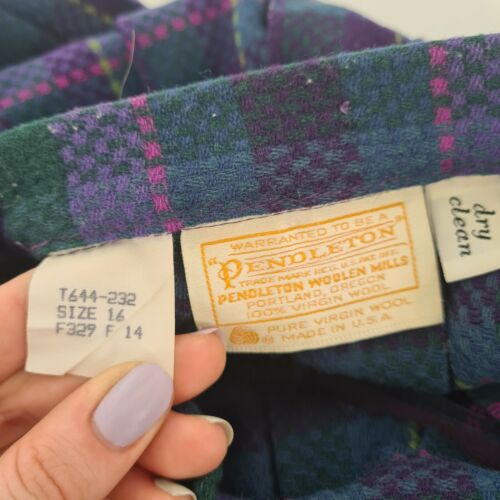 T644-232
SIZE 16
F329 F 14
WARRANTED TO BE A
"PENDLETON"
TRADE MARK REG. U.S. PAT. OFF.
PENDLETON WOOLEN MILLS
PORTLAND, OREGON
100% VIRGIN WOOL
PURE VIRGIN WOOL
MADE IN U.S.A.
dry
clean